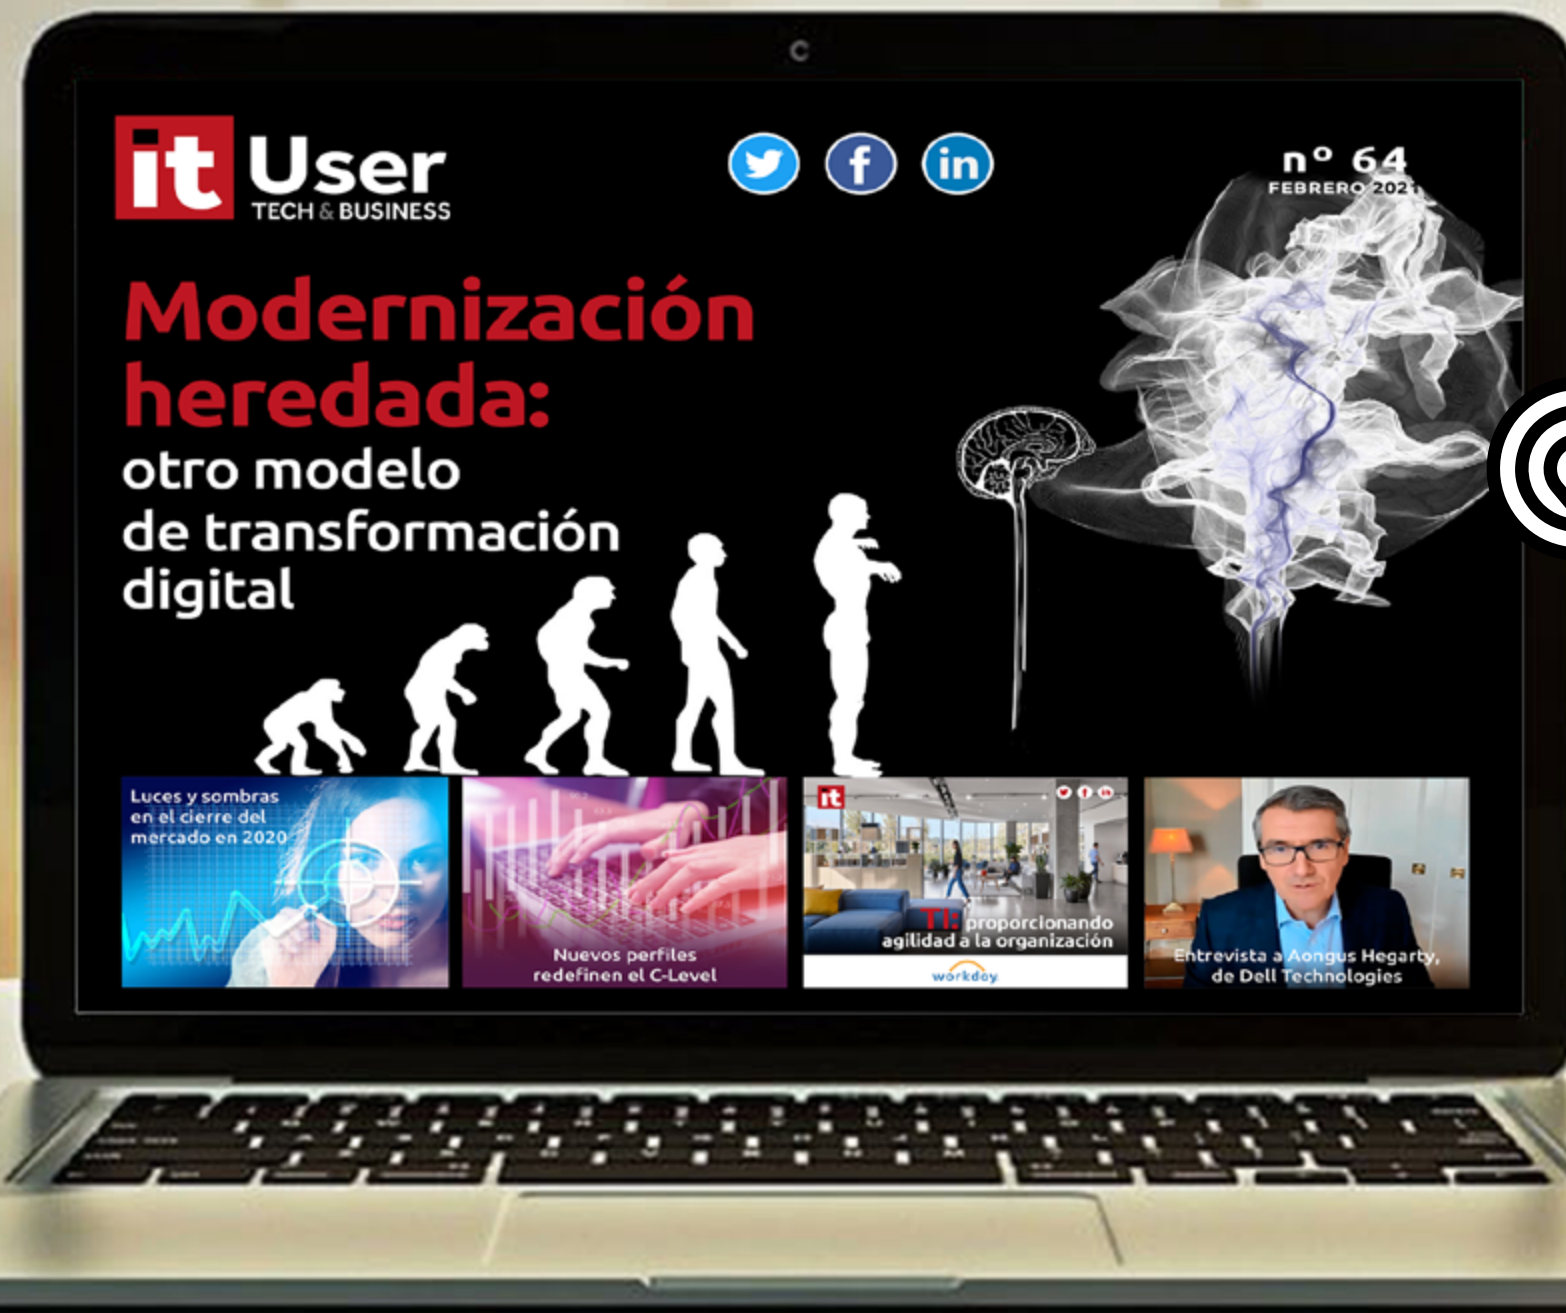 it User
TECH & BUSINESS
nº 64
FEBRERO 2021
Modernización
heredada:
otro modelo
de transformación
digital
Luces y sombras
en el cierre del
mercado en 2020
Nuevos perfiles
redefinen el C-Level
it
TI: proporcionando
agilidad a la organización
workday.
Entrevista a Aongus Hegarty,
de Dell Technologies